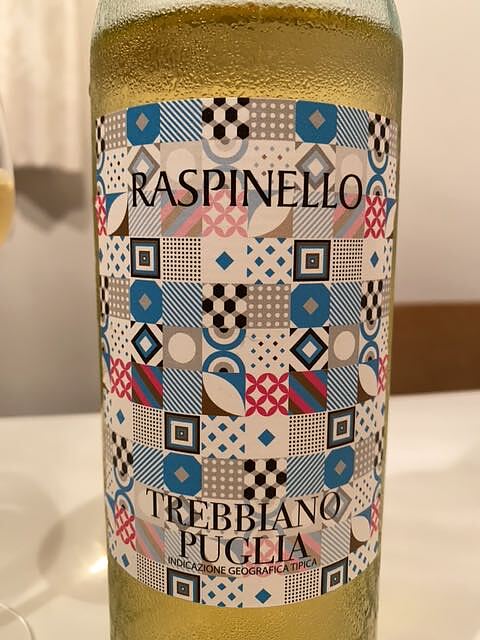 RASPINELLO
TREBBIANO
PUGLIA
INDICAZIONE GEOGRAFICA TIPICA